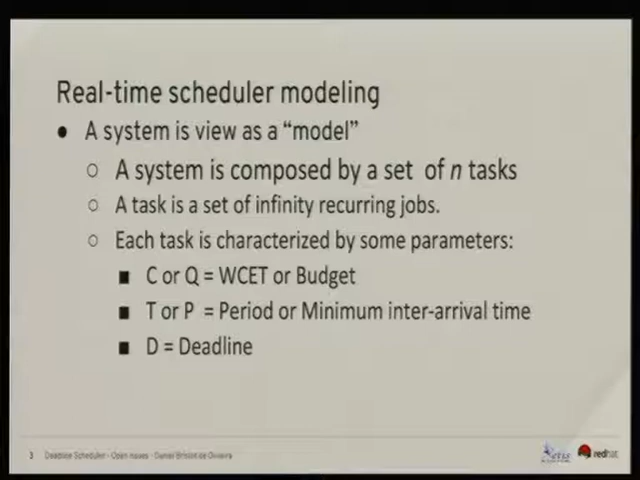 Real-time scheduler modeling
● A system is view as a “model”
○ A system is composed by a set of n tasks
○ A task is a set of infinity recurring jobs.
○ Each task is characterized by some parameters:
■ C or Q = WCET or Budget
■ T or P = Period or Minimum inter-arrival time
■ D = Deadline
3 Deadline Scheduler - Open issues - Daniel Bristot de Oliveira
redhat